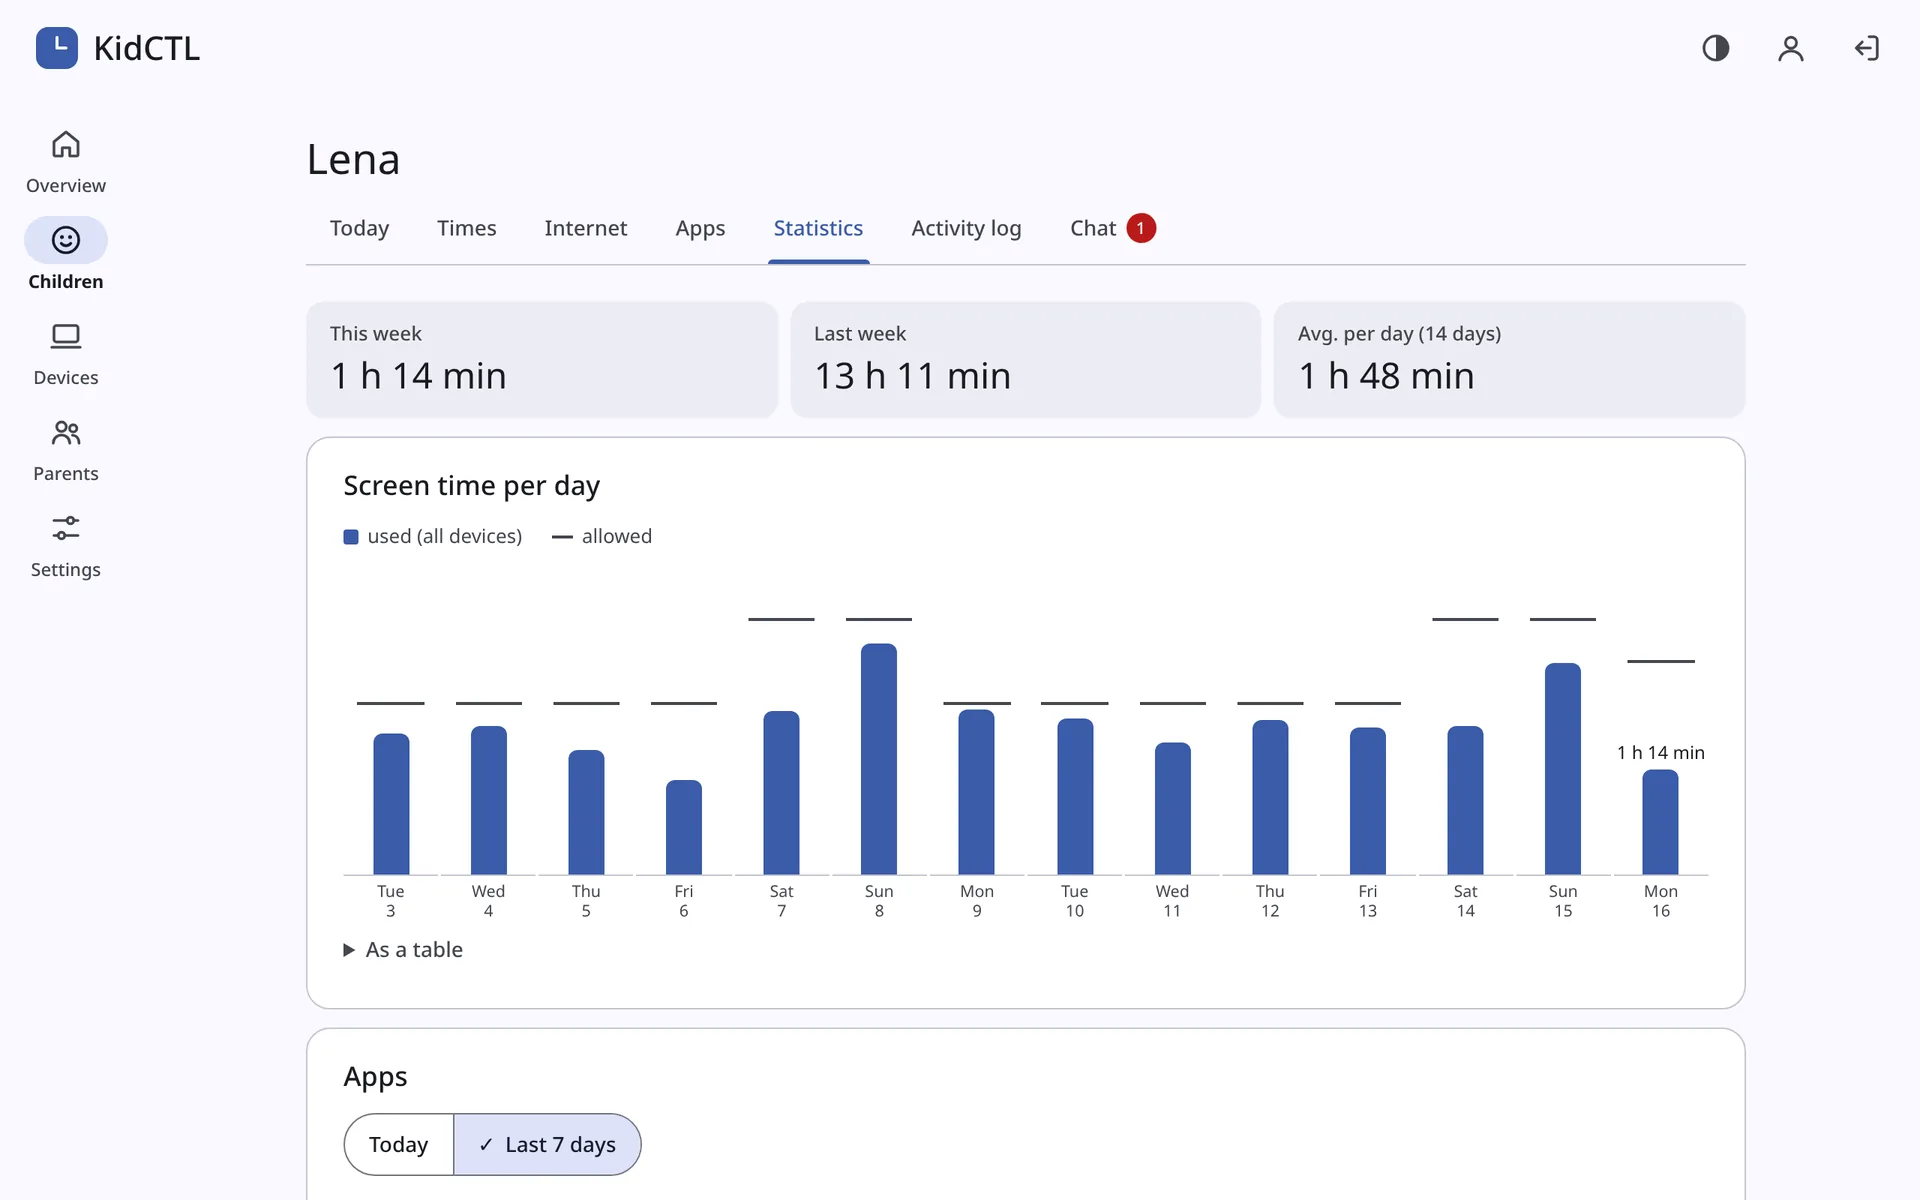 KidCTL
Overview
Children
Devices
Parents
Settings
Lena
Today Times Internet Apps Statistics Activity log Chat 1
This week
1 h 14 min
Last week
13 h 11 min
Avg. per day (14 days)
1 h 48 min
Screen time per day
used (all devices) allowed
1 h 14 min
Tue Wed Thu Fri Sat Sun Mon Tue Wed Thu Fri Sat Sun Mon
3 4 5 6 7 8 9 10 11 12 13 14 15 16
As a table
Apps
Today ✓ Last 7 days